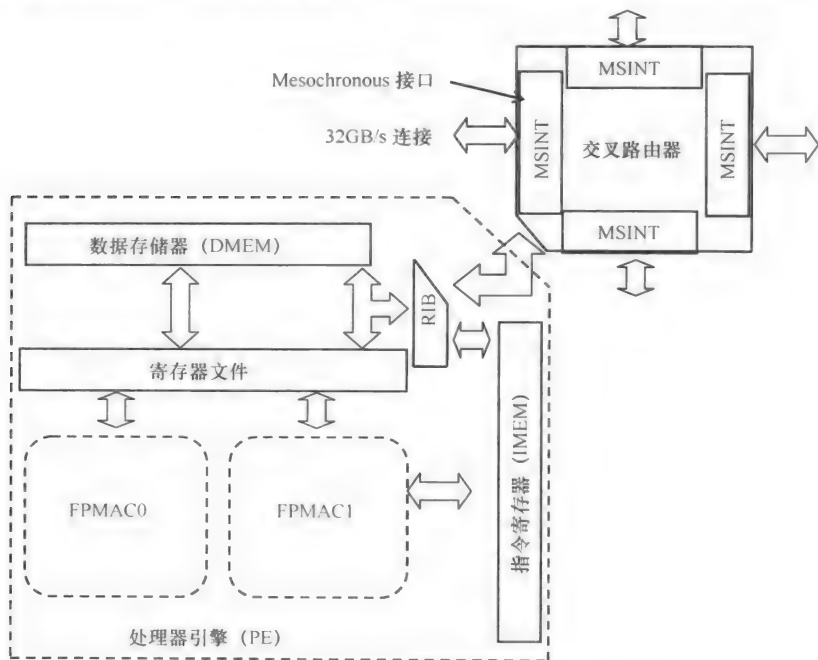 MSINT
Mesochronous 接口
MSINT
交叉路由器
MSINT
32GB/s 连接
MSINT
数据存储器（DMEM）
RIB
寄存器文件
指令寄存器（IMEM）
FPMAC0
FPMAC1
处理器引擎（PE）